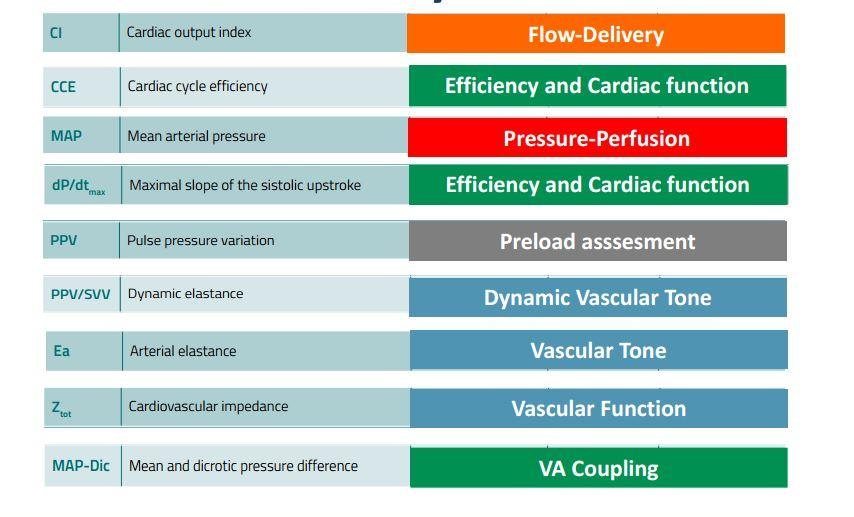 CI Cardiac output index Flow-Delivery
CCE Cardiac cycle efficiency Efficiency and Cardiac function
MAP Mean arterial pressure Pressure-Perfusion
dP/dtmax Maximal slope of the sistolic upstroke Efficiency and Cardiac function
PPV Pulse pressure variation Preload asssesment
PPV/SVV Dynamic elastance Dynamic Vascular Tone
Ea Arterial elastance Vascular Tone
Ztot Cardiovascular impedance Vascular Function
MAP-Dic Mean and dicrotic pressure difference VA Coupling